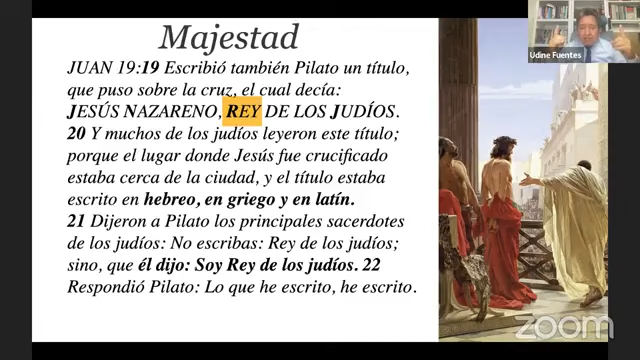 Majestad
JUAN 19:19 Escribió también Pilato un título,
que puso sobre la cruz, el cual decía:
JESÚS NAZARENO, REY DE LOS JUDÍOS.
20 Y muchos de los judíos leyeron este título;
porque el lugar donde Jesús fue crucificado
estaba cerca de la ciudad, y el título estaba
escrito en hebreo, en griego y en latín.
21 Dijeron a Pilato los principales sacerdotes
de los judíos: No escribas: Rey de los judíos;
sino, que él dijo: Soy Rey de los judíos. 22
Respondió Pilato: Lo que he escrito, he escrito.
Udine Fuentes
zoom